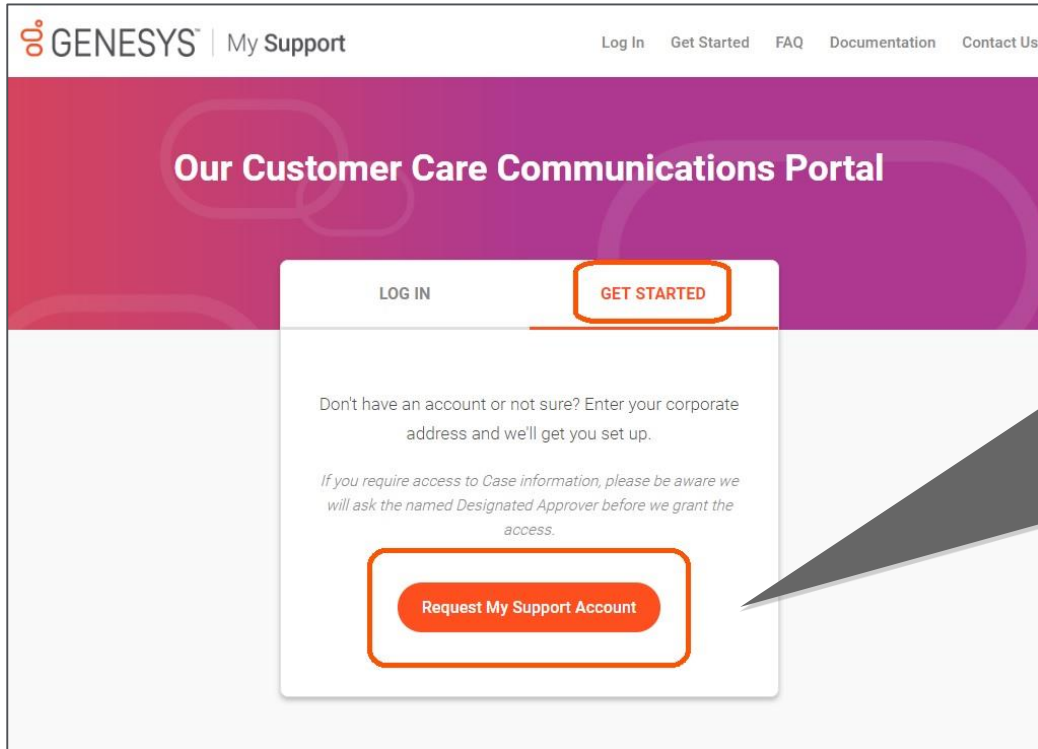 GENESYS™ | My Support
Log In Get Started FAQ Documentation Contact Us
Our Customer Care Communications Portal
LOG IN
GET STARTED
Don't have an account or not sure? Enter your corporate
address and we'll get you set up.
If you require access to Case information, please be aware we
will ask the named Designated Approver before we grant the
access.
Request My Support Account